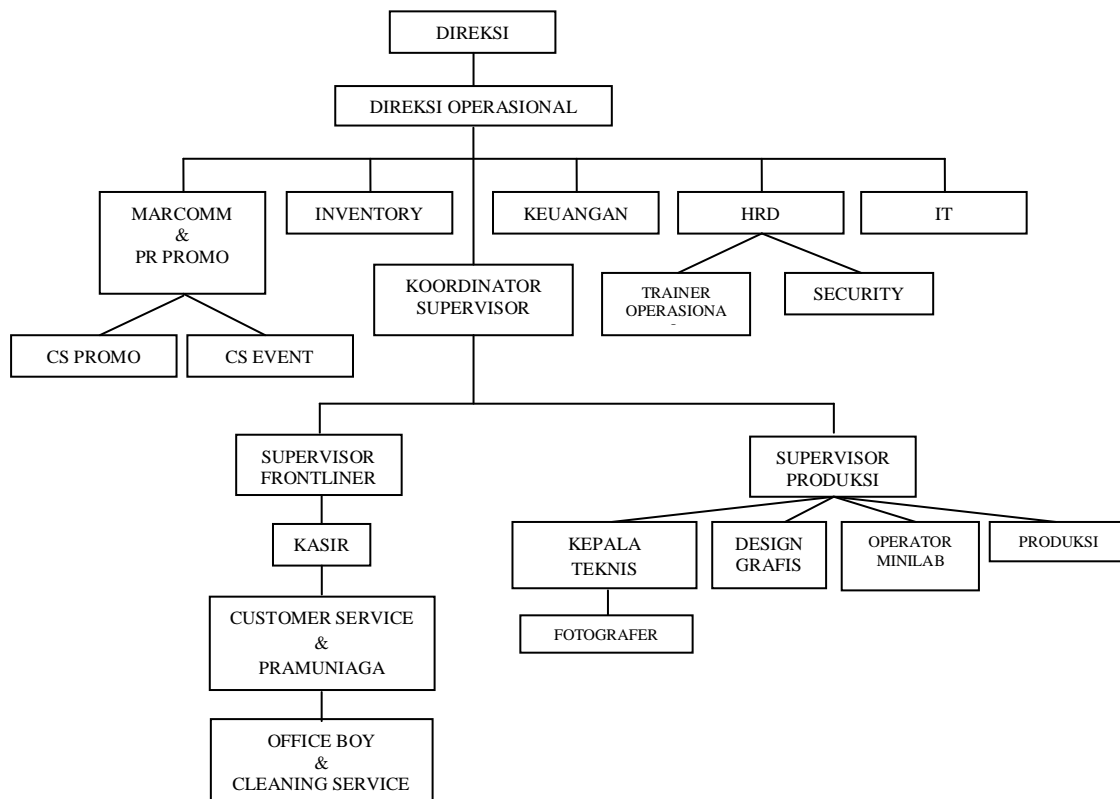 DIREKSI
DIREKSI OPERASIONAL
MARCOMM
&
PR PROMO
INVENTORY
KEUANGAN
HRD
IT
KOORDINATOR
SUPERVISOR
TRAINER
OPERASIONA
SECURITY
CS PROMO
CS EVENT
SUPERVISOR
FRONTLINER
SUPERVISOR
PRODUKSI
KASIR
KEPALA
TEKNIS
DESIGN
GRAFIS
OPERATOR
MINILAB
PRODUKSI
CUSTOMER SERVICE
&
PRAMUNIAGA
FOTOGRAFER
OFFICE BOY
&
CLEANING SERVICE